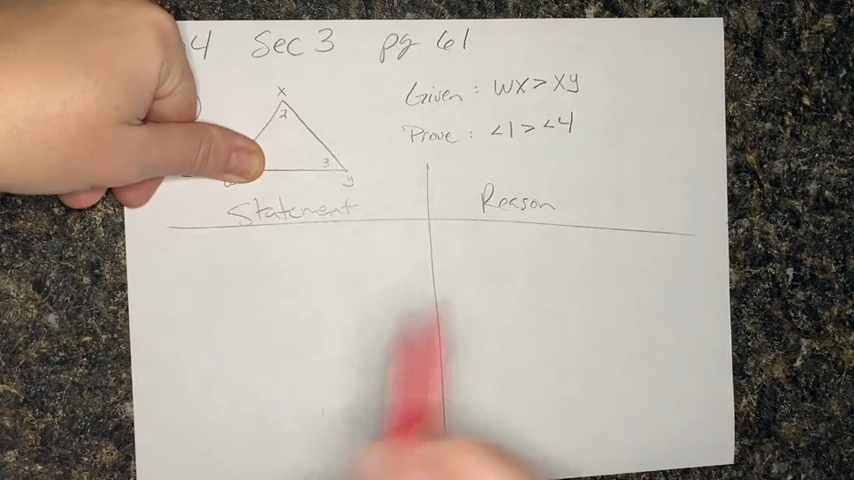 4 Sec 3 pg 61
Given : WX > XY
X
2
Prove : <1 > <4
3
y
Statement Reason